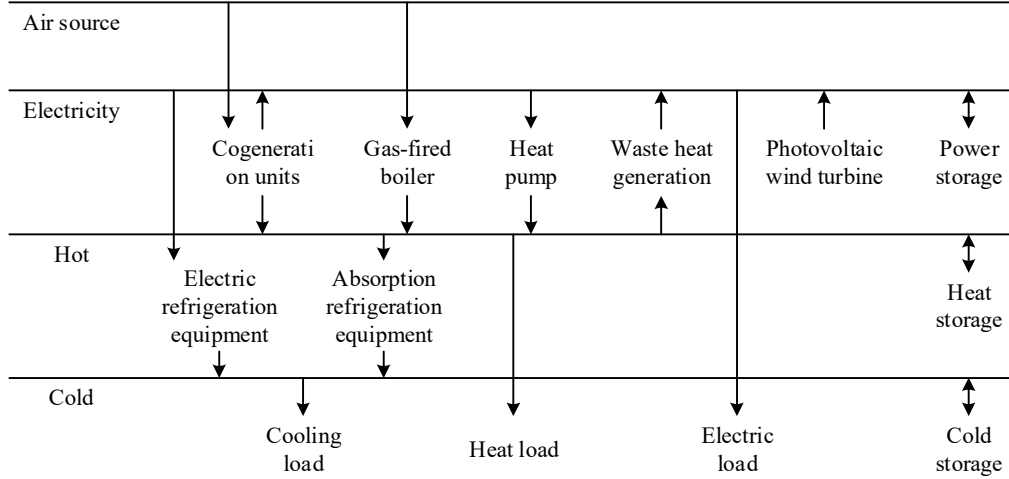 Air source
Electricity
Cogenerati
on units
Gas-fired
boiler
Heat
pump
Waste heat
generation
Photovoltaic
wind turbine
Power
storage
Hot
Electric
refrigeration
equipment
Absorption
refrigeration
equipment
Heat
storage
Cold
Cooling
load
Heat load
Electric
load
Cold
storage